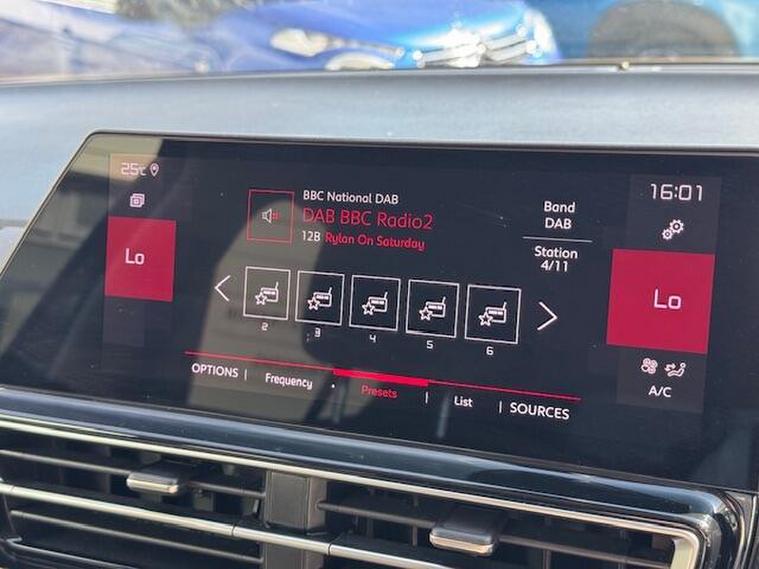 25°C
16:01
BBC National DAB
DAB BBC Radio2
12B Rylan On Saturday
Band
DAB
Station
4/11
Lo
Lo
2 3 4 5 6
A/C
OPTIONS | Frequency Presets | List | SOURCES